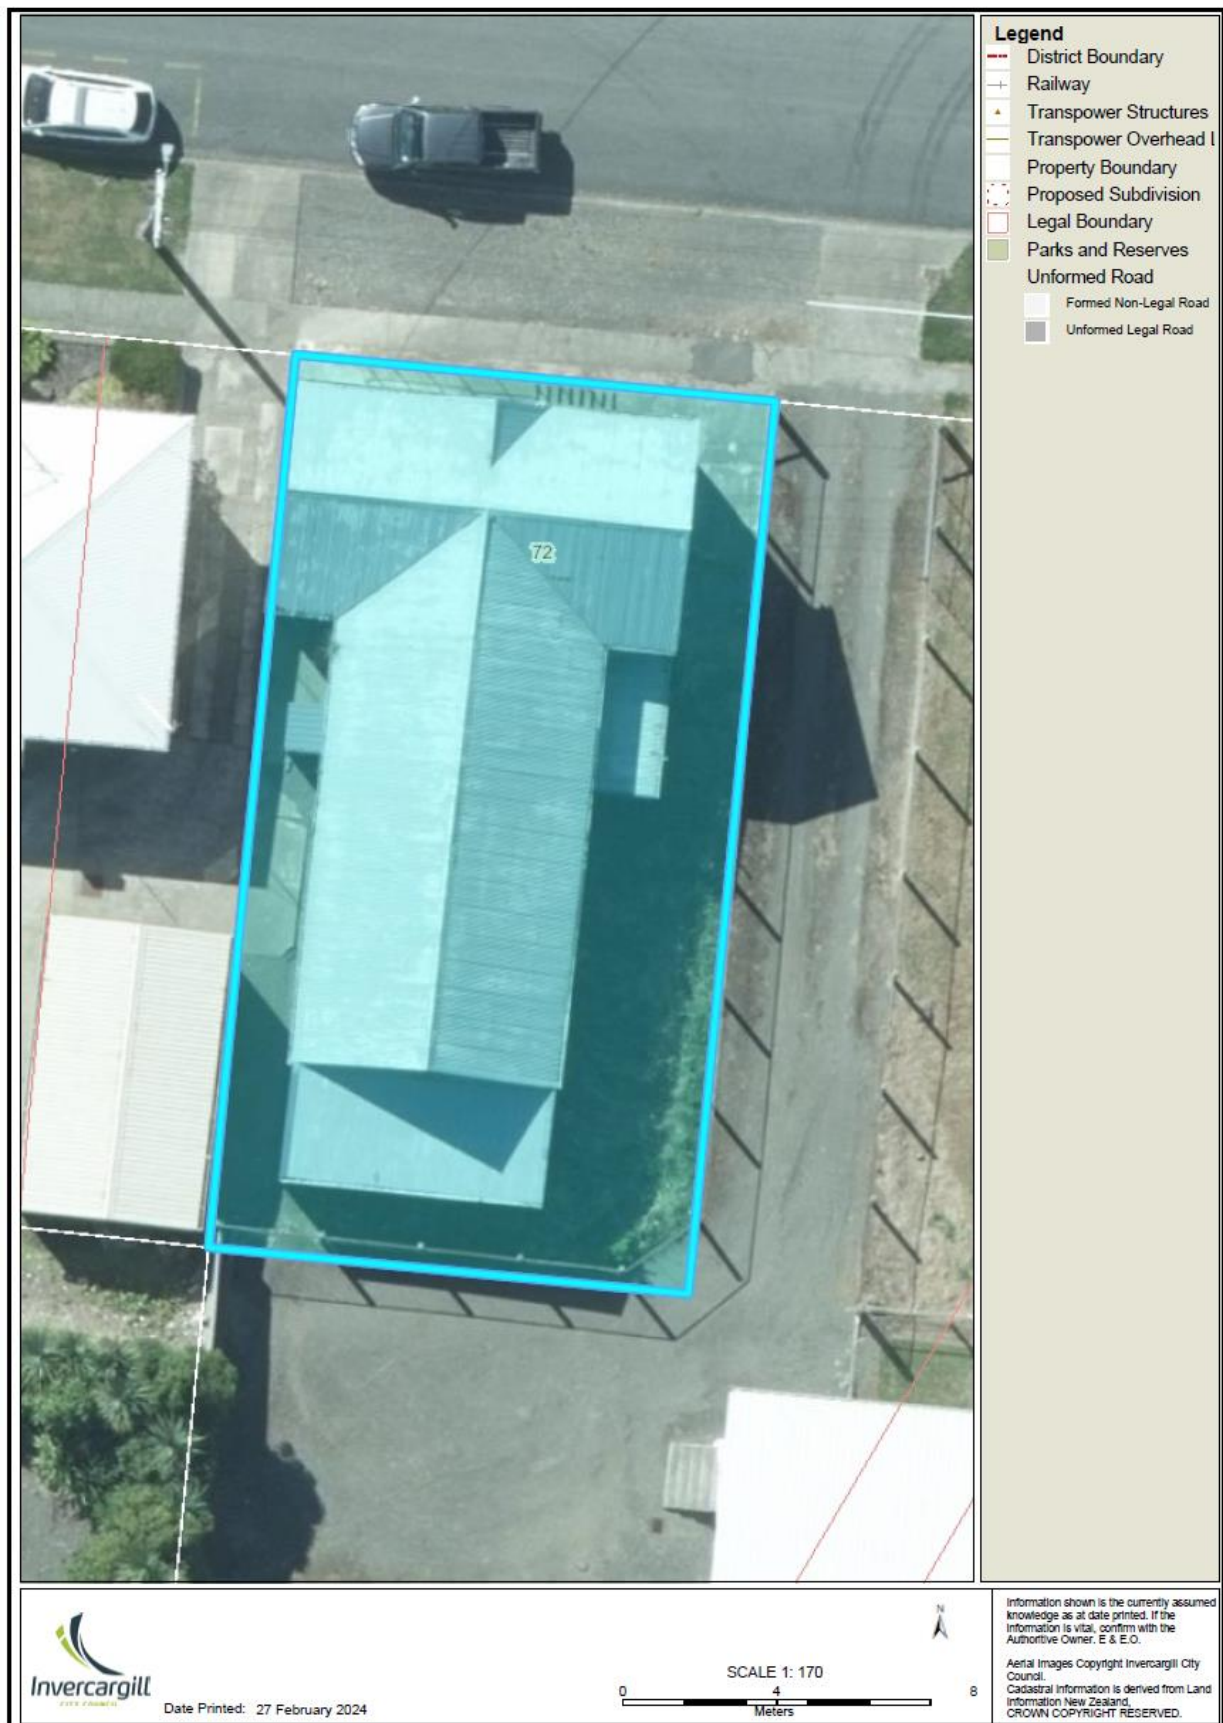 Legend
District Boundary
Railway
Transpower Structures
Transpower Overhead L
Property Boundary
Proposed Subdivision
Legal Boundary
Parks and Reserves
Unformed Road
Formed Non-Legal Road
Unformed Legal Road
72
Invercargill
CITY COUNCIL
Date Printed: 27 February 2024
N
SCALE 1: 170
0 4 8
Meters
Information shown is the currently assumed
knowledge as at date printed. If the
information is vital, confirm with the
Authoritive Owner. E & E.O.
Aerial Images Copyright Invercargill City
Council.
Cadastral Information is derived from Land
Information New Zealand,
CROWN COPYRIGHT RESERVED.